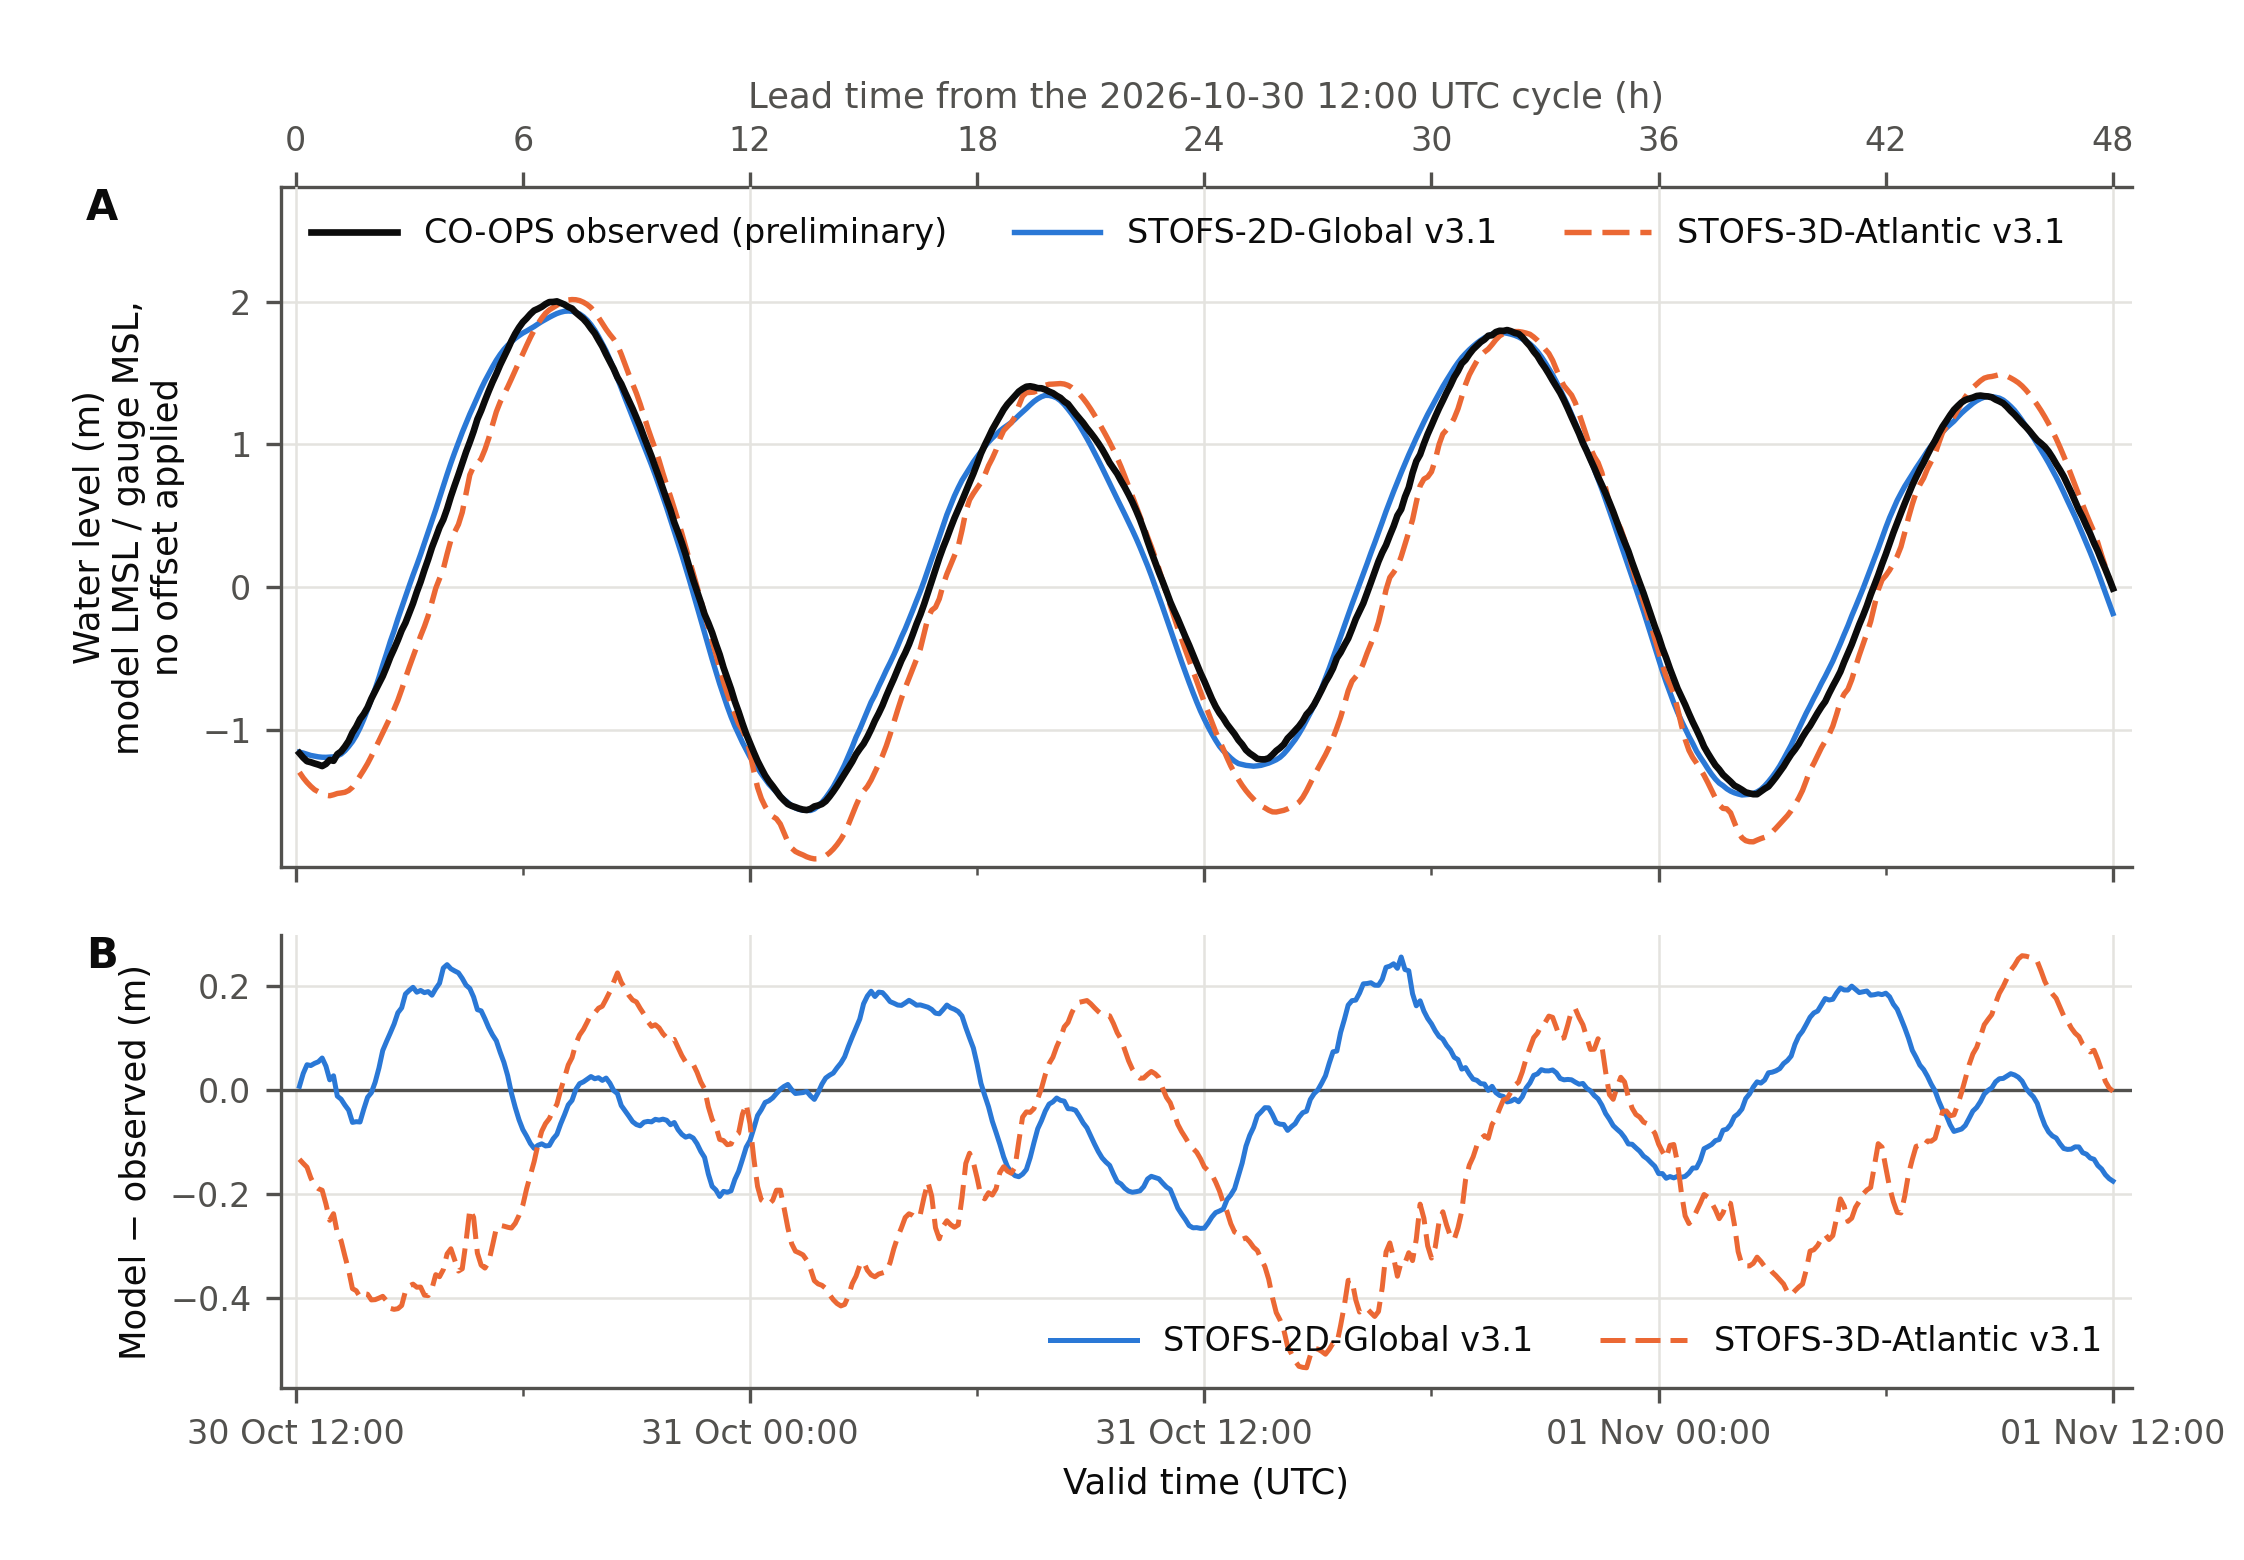 Lead time from the 2026-10-30 12:00 UTC cycle (h)
0 6 12 18 24 30 36 42 48
A
CO-OPS observed (preliminary) STOFS-2D-Global v3.1 STOFS-3D-Atlantic v3.1
Water level (m)
model LMSL / gauge MSL,
no offset applied
2
1
0
−1
B
Model − observed (m)
0.2
0.0
−0.2
−0.4
STOFS-2D-Global v3.1 STOFS-3D-Atlantic v3.1
30 Oct 12:00 31 Oct 00:00 31 Oct 12:00 01 Nov 00:00 01 Nov 12:00
Valid time (UTC)